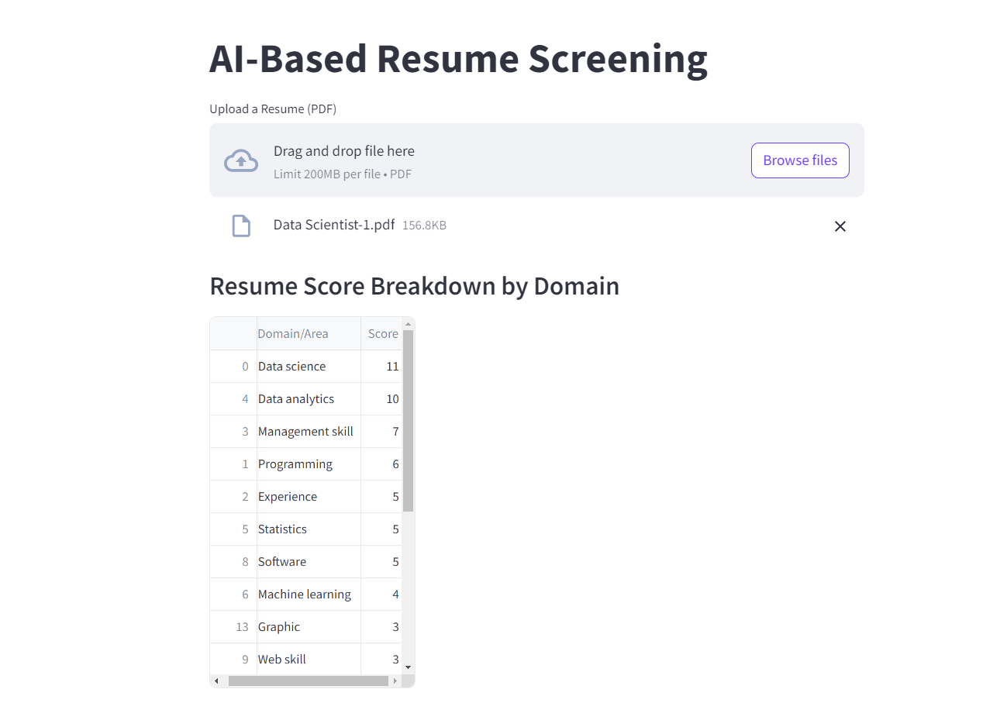 AI-Based Resume Screening
Upload a Resume (PDF)
Drag and drop file here
Limit 200MB per file • PDF
Browse files
Data Scientist-1.pdf 156.8KB
Resume Score Breakdown by Domain
Domain/Area Score
0 Data science 11
4 Data analytics 10
3 Management skill 7
1 Programming 6
2 Experience 5
5 Statistics 5
8 Software 5
6 Machine learning 4
13 Graphic 3
9 Web skill 3